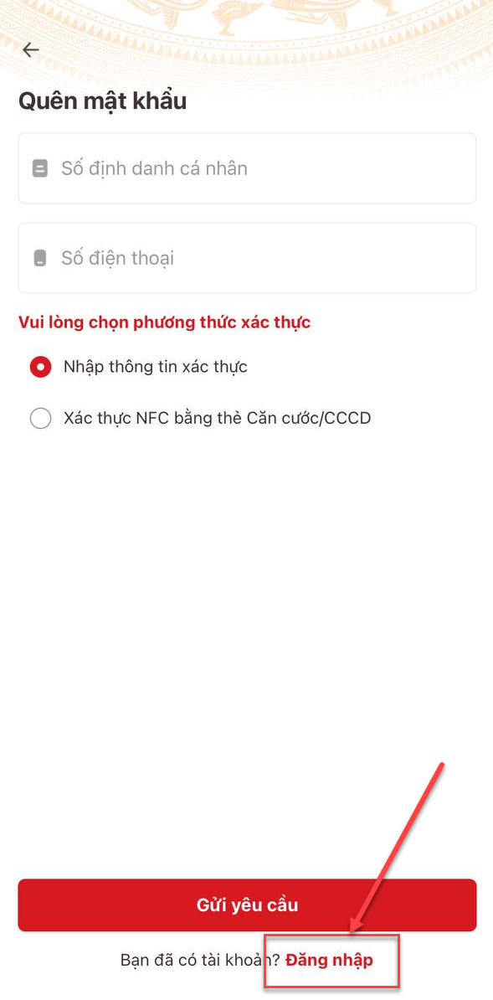 Quên mật khẩu
Số định danh cá nhân
Số điện thoại
Vui lòng chọn phương thức xác thực
Nhập thông tin xác thực
Xác thực NFC bằng thẻ Căn cước/CCCD
Gửi yêu cầu
Bạn đã có tài khoản? Đăng nhập